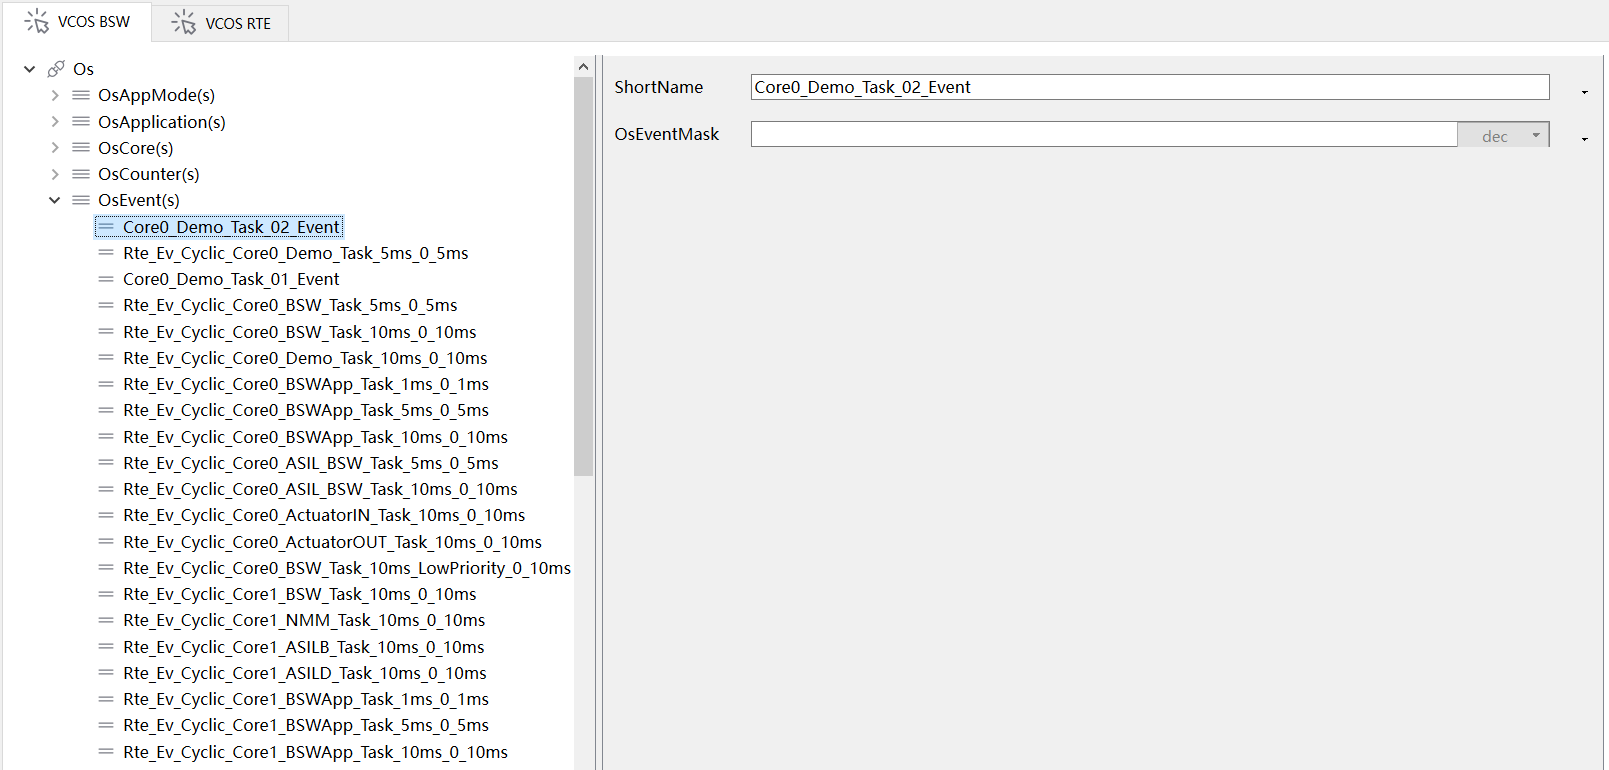 VCOS BSW
VCOS RTE
Os
OsAppMode(s)
OsApplication(s)
OsCore(s)
OsCounter(s)
OsEvent(s)
Core0_Demo_Task_02_Event
Rte_Ev_Cyclic_Core0_Demo_Task_5ms_0_5ms
Core0_Demo_Task_01_Event
Rte_Ev_Cyclic_Core0_BSW_Task_5ms_0_5ms
Rte_Ev_Cyclic_Core0_BSW_Task_10ms_0_10ms
Rte_Ev_Cyclic_Core0_Demo_Task_10ms_0_10ms
Rte_Ev_Cyclic_Core0_BSWApp_Task_1ms_0_1ms
Rte_Ev_Cyclic_Core0_BSWApp_Task_5ms_0_5ms
Rte_Ev_Cyclic_Core0_BSWApp_Task_10ms_0_10ms
Rte_Ev_Cyclic_Core0_ASIL_BSW_Task_5ms_0_5ms
Rte_Ev_Cyclic_Core0_ASIL_BSW_Task_10ms_0_10ms
Rte_Ev_Cyclic_Core0_ActuatorIN_Task_10ms_0_10ms
Rte_Ev_Cyclic_Core0_ActuatorOUT_Task_10ms_0_10ms
Rte_Ev_Cyclic_Core0_BSW_Task_10ms_LowPriority_0_10ms
Rte_Ev_Cyclic_Core1_BSW_Task_10ms_0_10ms
Rte_Ev_Cyclic_Core1_NMM_Task_10ms_0_10ms
Rte_Ev_Cyclic_Core1_ASILB_Task_10ms_0_10ms
Rte_Ev_Cyclic_Core1_ASILD_Task_10ms_0_10ms
Rte_Ev_Cyclic_Core1_BSWApp_Task_1ms_0_1ms
Rte_Ev_Cyclic_Core1_BSWApp_Task_5ms_0_5ms
Rte_Ev_Cyclic_Core1_BSWApp_Task_10ms_0_10ms
ShortName
Core0_Demo_Task_02_Event
OsEventMask
dec